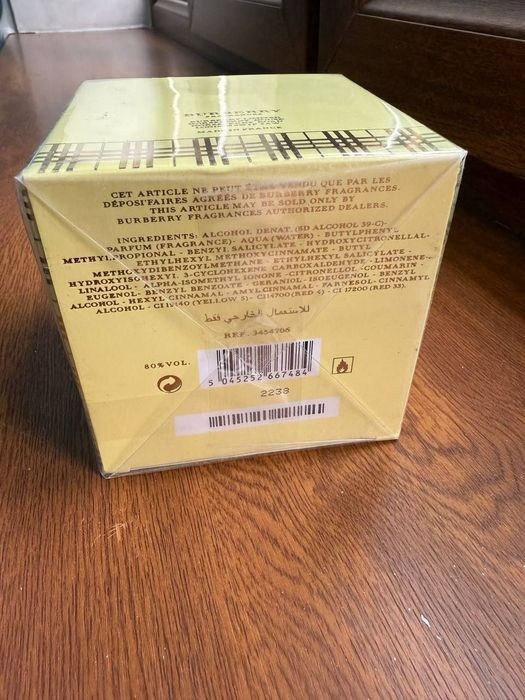 BURBERRY
MADE IN FRANCE
CET ARTICLE NE PEUT ÊTRE VENDU QUE PAR LES
DÉPOSITAIRES AGRÉÉS DE BURBERRY FRAGRANCES.
THIS ARTICLE MAY BE SOLD ONLY BY
BURBERRY FRAGRANCES AUTHORIZED DEALERS.
INGREDIENTS: ALCOHOL DENAT. (SD ALCOHOL 39-C)-
PARFUM (FRAGRANCE)- AQUA (WATER) - BUTYLPHENYL
METHYLPROPIONAL - BENZYL SALICYLATE - HYDROXYCITRONELLAL-
ETHYLHEXYL METHOXYCINNAMATE - BUTYL
METHOXYDIBENZOYLMETHANE - ETHYLHEXYL SALICYLATE -
HYDROXYISOHEXYL 3-CYCLOHEXENE CARBOXALDEHYDE - LIMONENE-
LINALOOL - ALPHA-ISOMETHYL IONONE -CITRONELLOL -COUMARIN -
EUGENOL - BENZYL BENZOATE - GERANIOL - ISOEUGENOL - BENZYL
ALCOHOL - HEXYL CINNAMAL - AMYL CINNAMAL - FARNESOL - CINNAMYL
ALCOHOL - CI 19140 (YELLOW 5) - CI 14700 (RED 4) - CI 17200 (RED 33).
للاستعمال الخارجي فقط
REF. 3454706
80% VOL.
5 045252 667484
2238